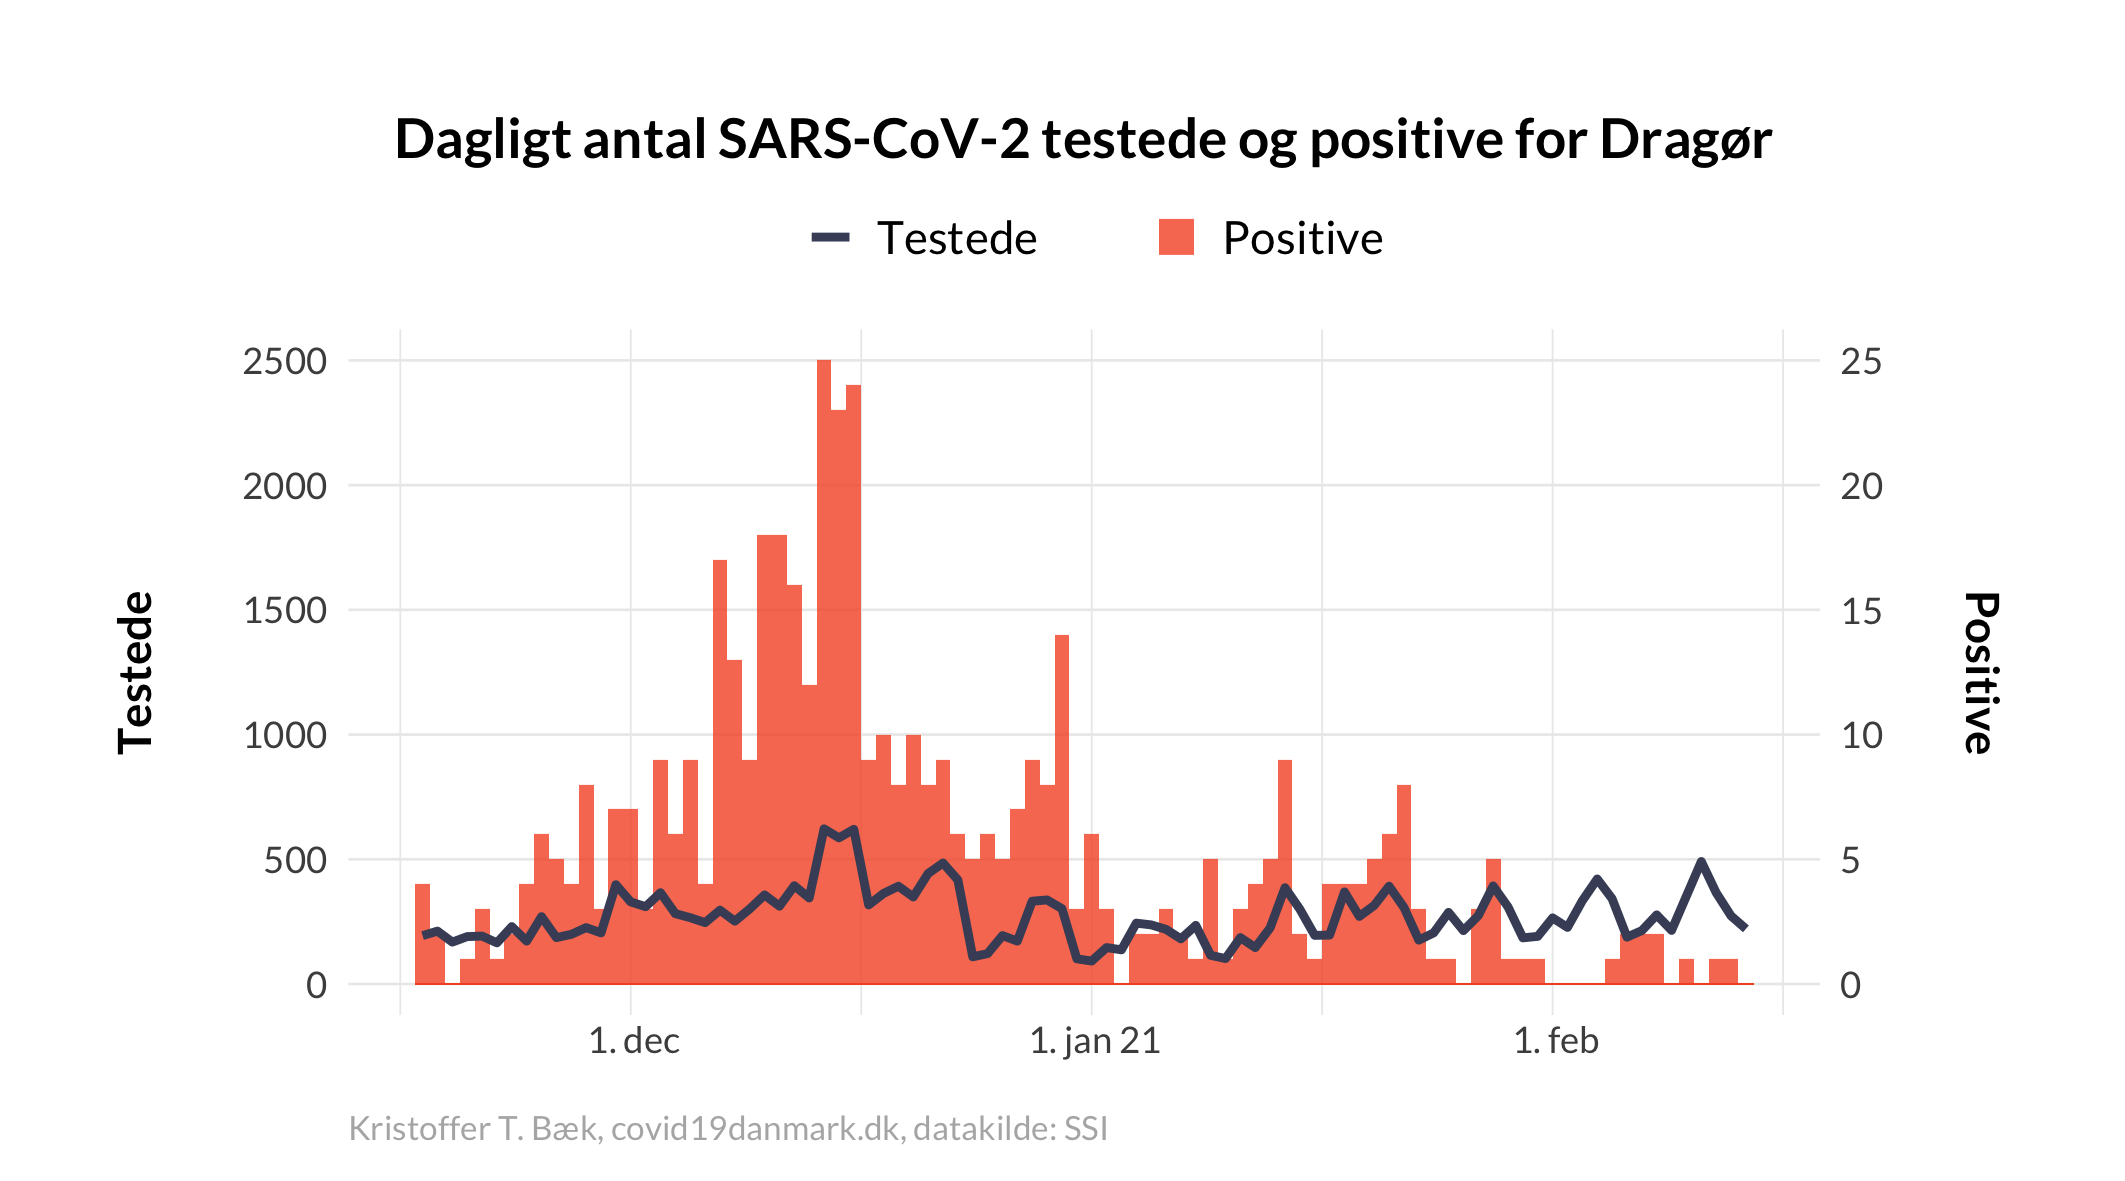 Dagligt antal SARS-CoV-2 testede og positive for Dragør
Testede
Positive
2500
2000
1500
1000
500
0
Testede
25
20
15
10
5
0
Positive
1. dec
1. jan 21
1. feb
Kristoffer T. Bæk, covid19danmark.dk, datakilde: SSI